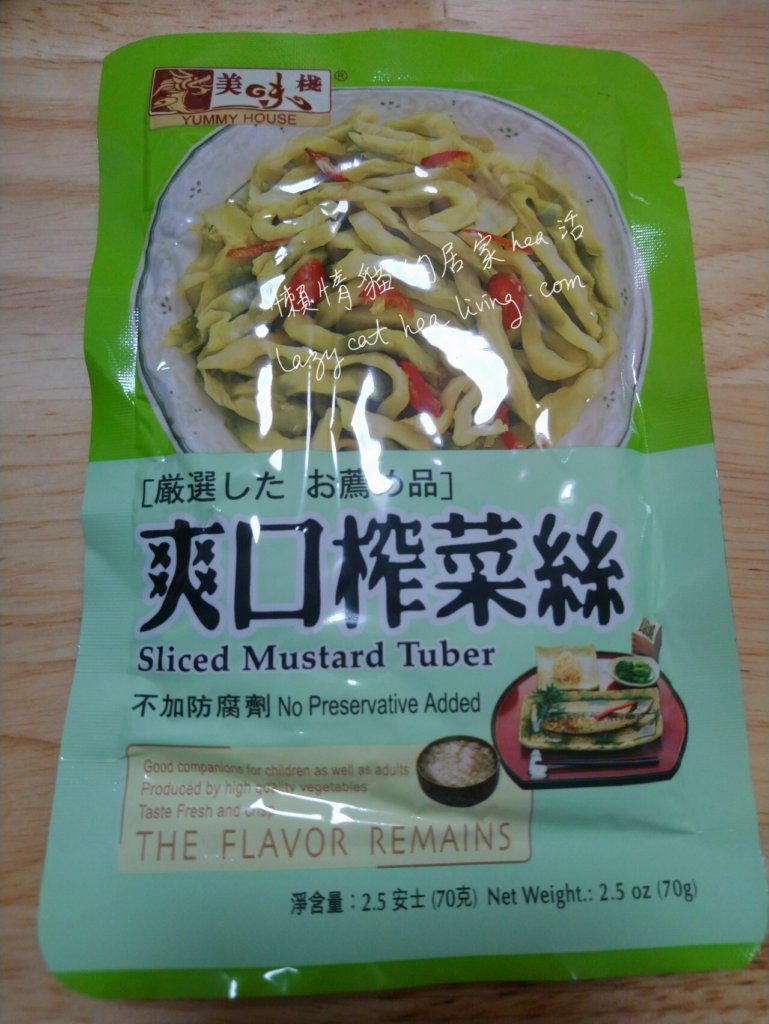 美味棧®
YUMMY HOUSE
懶情貓的居家hea活
Lazy cat hea living.com
[厳選した お薦め品]
爽口榨菜絲
Sliced Mustard Tuber
不加防腐劑 No Preservative Added
Good companions for children as well as adults
Produced by high quality vegetables
Taste Fresh and crisp
THE FLAVOR REMAINS
淨含量：2.5 安士 (70克) Net Weight.: 2.5 oz (70g)